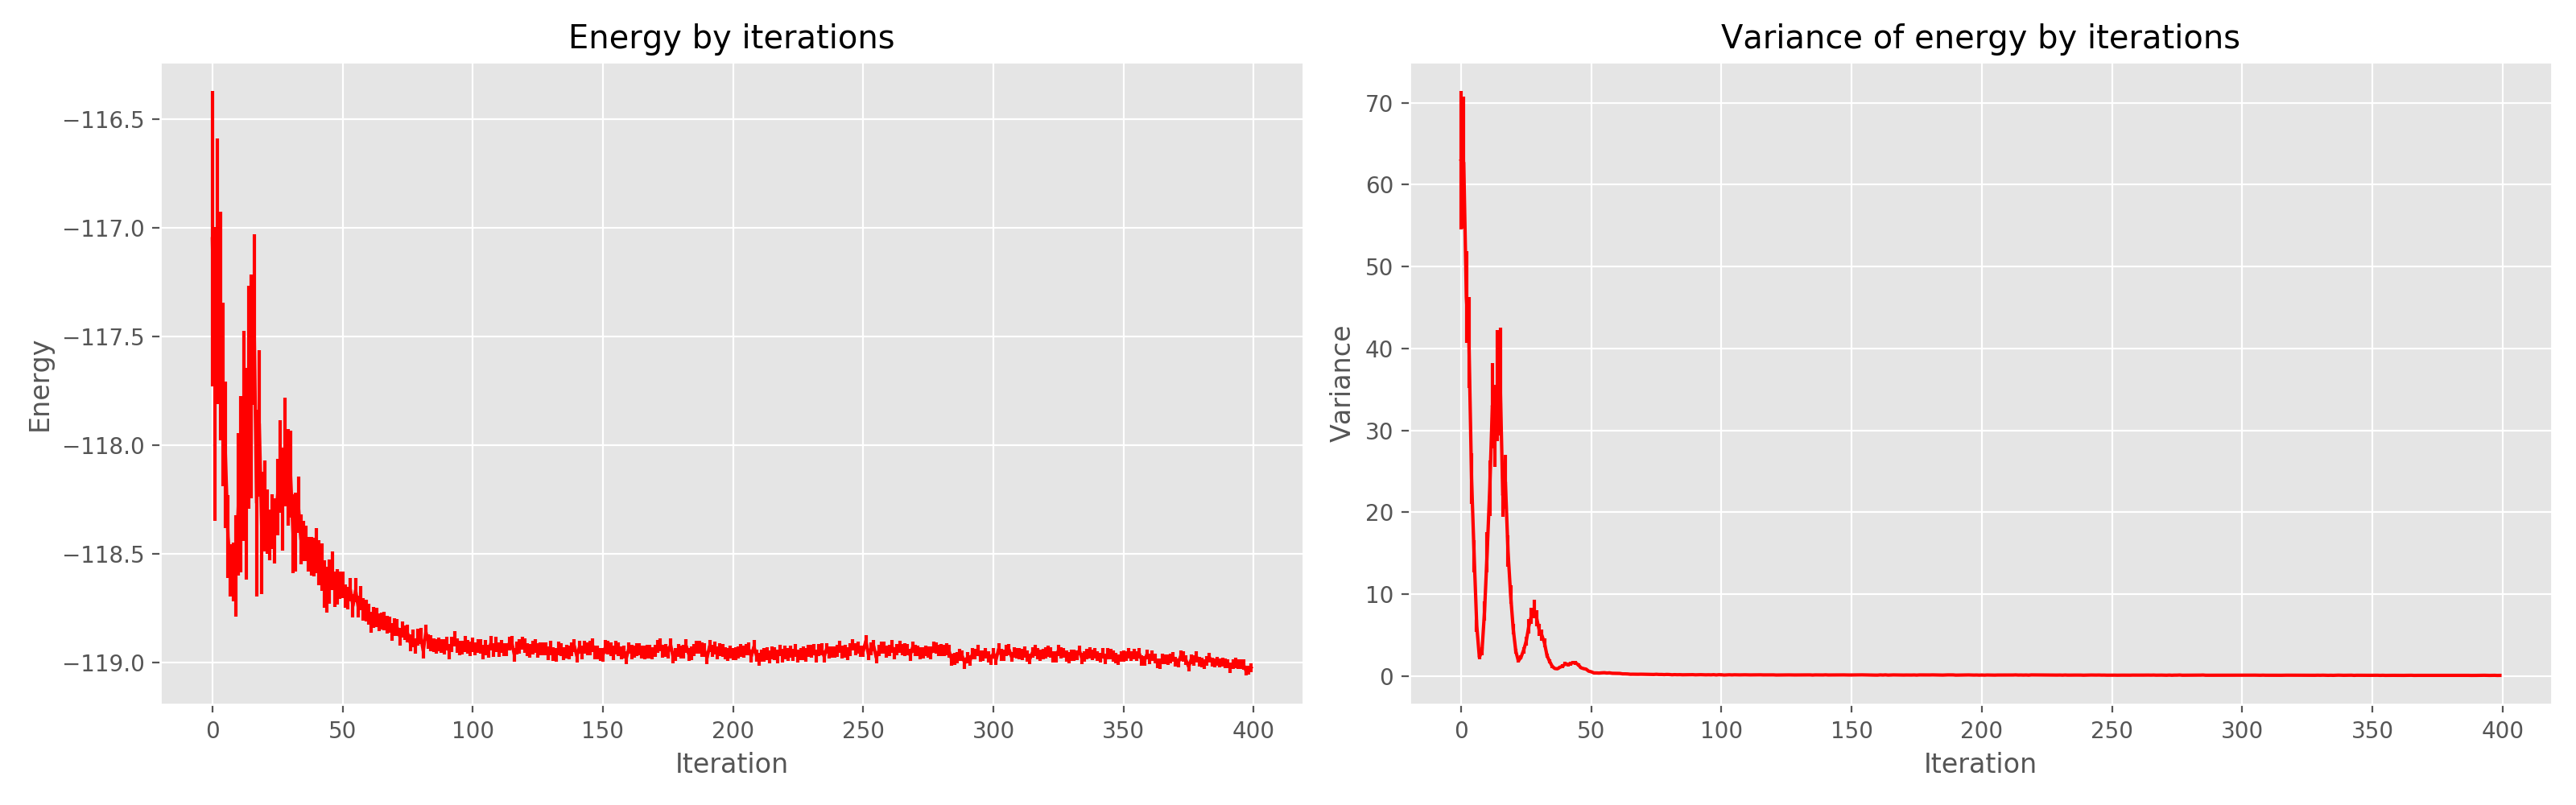 Energy by iterations
Energy
−116.5
−117.0
−117.5
−118.0
−118.5
−119.0
0 50 100 150 200 250 300 350 400
Iteration
Variance of energy by iterations
Variance
70
60
50
40
30
20
10
0
0 50 100 150 200 250 300 350 400
Iteration